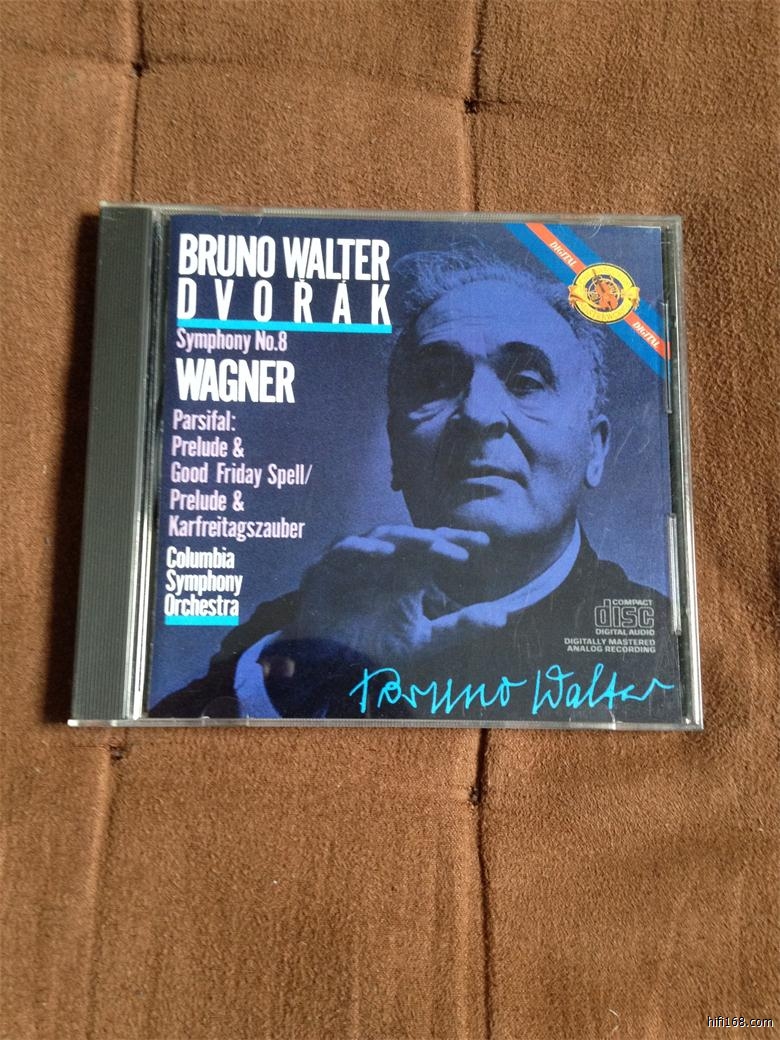 BRUNO WALTER
DVOŘÁK
Symphony No.8
WAGNER
Parsifal:
Prelude &
Good Friday Spell/
Prelude &
Karfreitagszauber
Columbia
Symphony
Orchestra
DIGITAL
DIGITAL
COMPACT
disc
DIGITAL AUDIO
DIGITALLY MASTERED
ANALOG RECORDING
Bruno Walter
hifi168.com